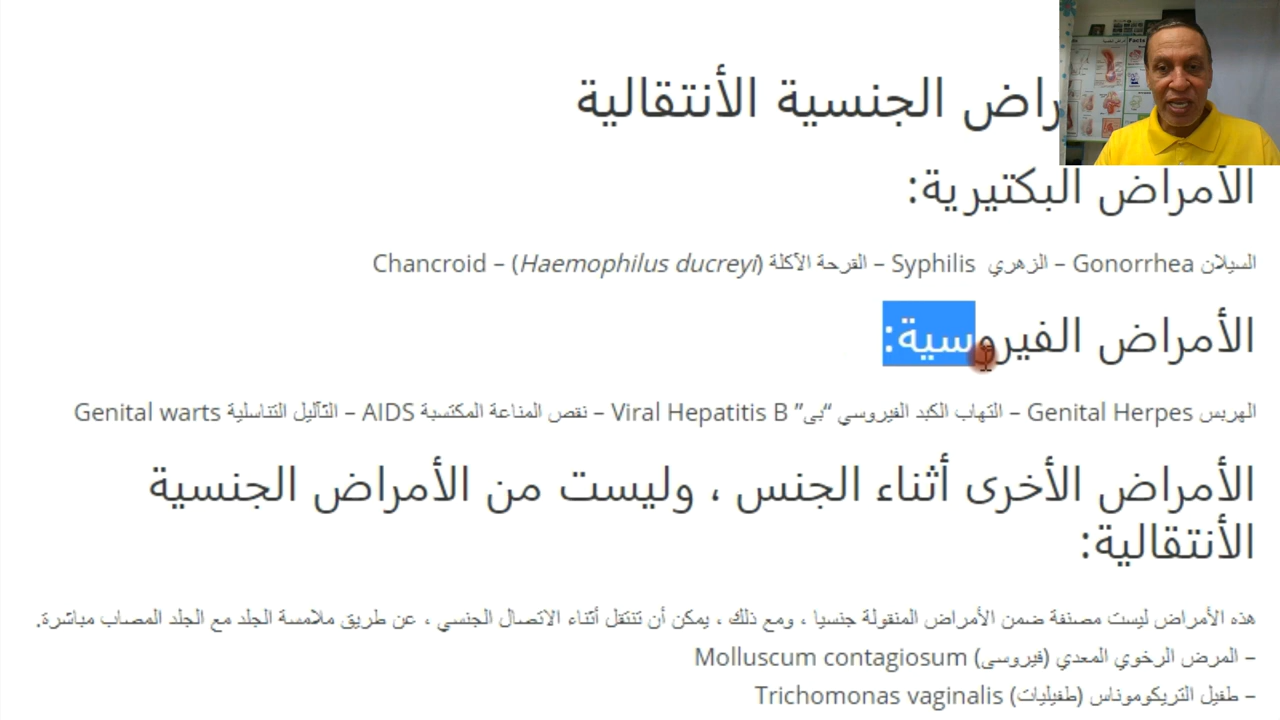 الجنسية الأنتقالية
الأمراض البكتيرية:
السيلان Gonorrhea – الزهري Syphilis – القرحة الآكلة Chancroid – (Haemophilus ducreyi)
الأمراض الفيروسية:
الهربس Genital Herpes – التهاب الكبد الفيروسي “بى” Viral Hepatitis B – نقص المناعة المكتسبة AIDS – الثآليل التناسلية Genital warts
الأمراض الأخرى أثناء الجنس ، وليست من الأمراض الجنسية
الأنتقالية:
هذه الأمراض ليست مصنفة ضمن الأمراض المنقولة جنسيا ، ومع ذلك ، يمكن أن تنتقل أثناء الاتصال الجنسي ، عن طريق ملامسة الجلد مع الجلد المصاب مباشرة.
– المرض الرخوي المعدي (فيروسى) Molluscum contagiosum
– طفيل التريكوموناس (طفيليات) Trichomonas vaginalis